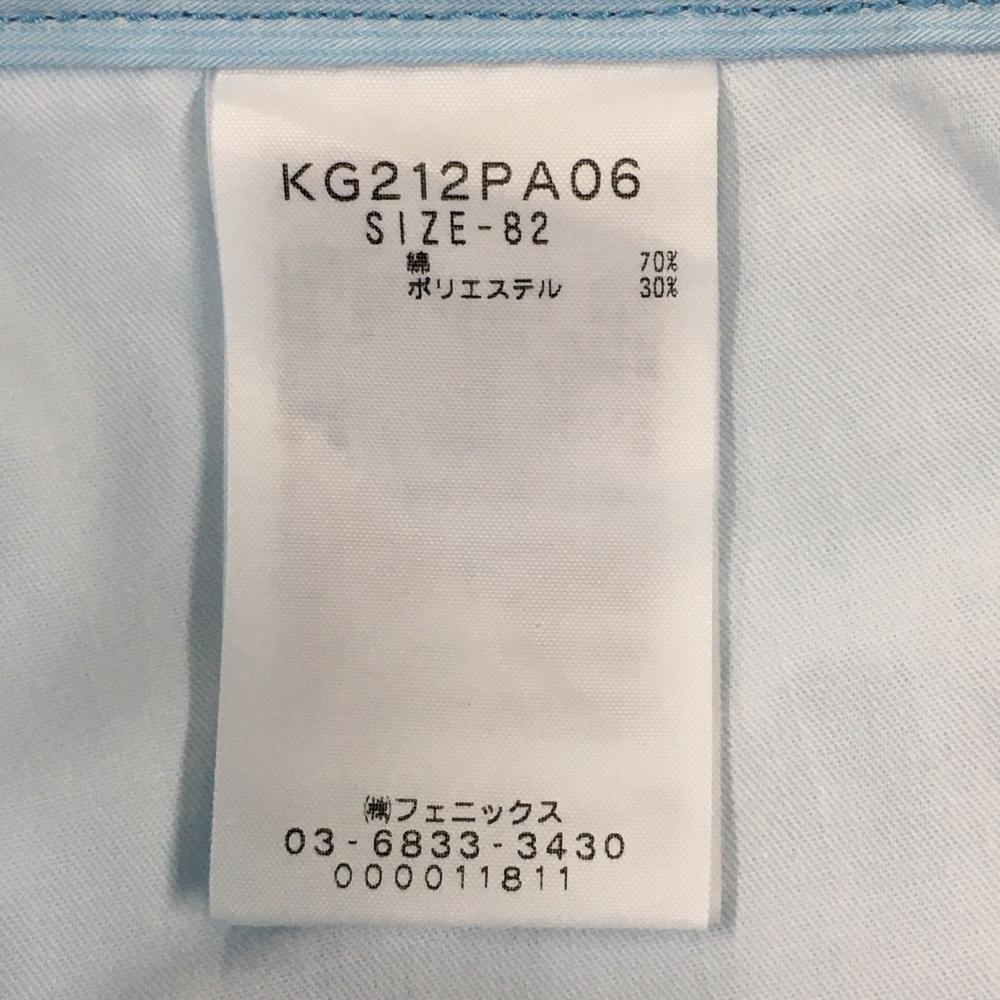 KG212PA06
SIZE-82
綿 70%
ポリエステル 30%
㈱フェニックス
03-6833-3430
000011811